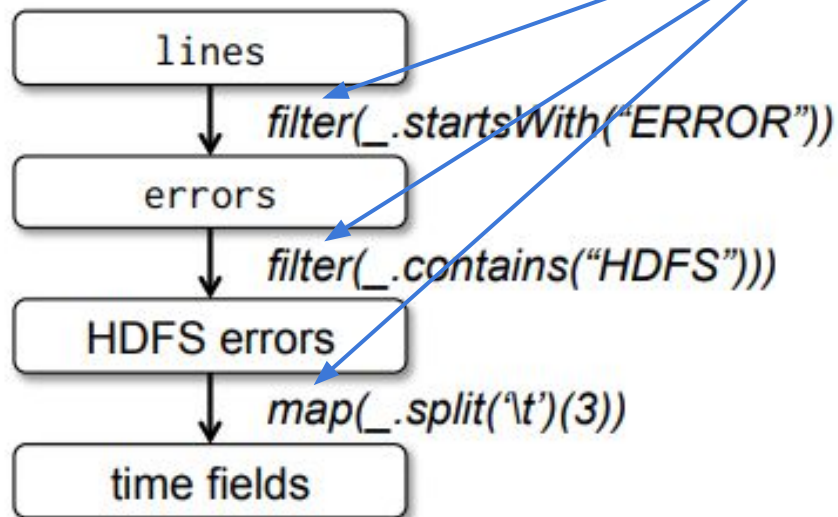 lines
filter(_.startsWith(“ERROR”))
errors
filter(_.contains(“HDFS”)))
HDFS errors
map(_.split(‘\t’)(3))
time fields